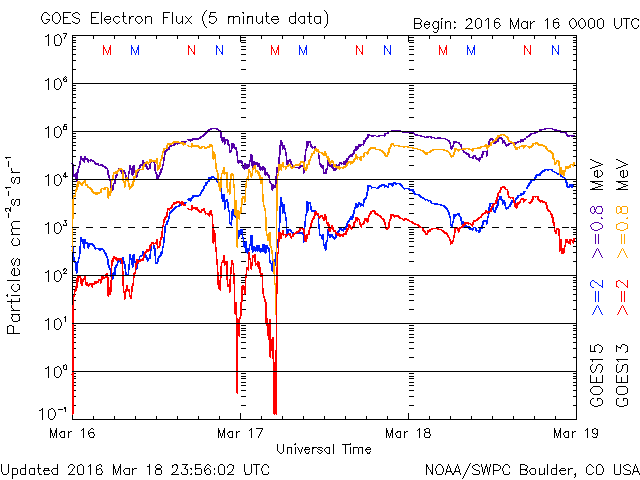 GOES Electron Flux (5 minute data)
Begin: 2016 Mar 16 0000 UTC
M M N N M M N N M M N N
10⁷
10⁶
10⁵
10⁴
10³
10²
10¹
10⁰
10⁻¹
Particles cm⁻²s⁻¹sr⁻¹
Mar 16 Mar 17 Mar 18 Mar 19
Universal Time
GOES15 >=2 >=0.8 MeV
GOES13 >=2 >=0.8 MeV
Updated 2016 Mar 18 23:56:02 UTC
NOAA/SWPC Boulder, CO USA